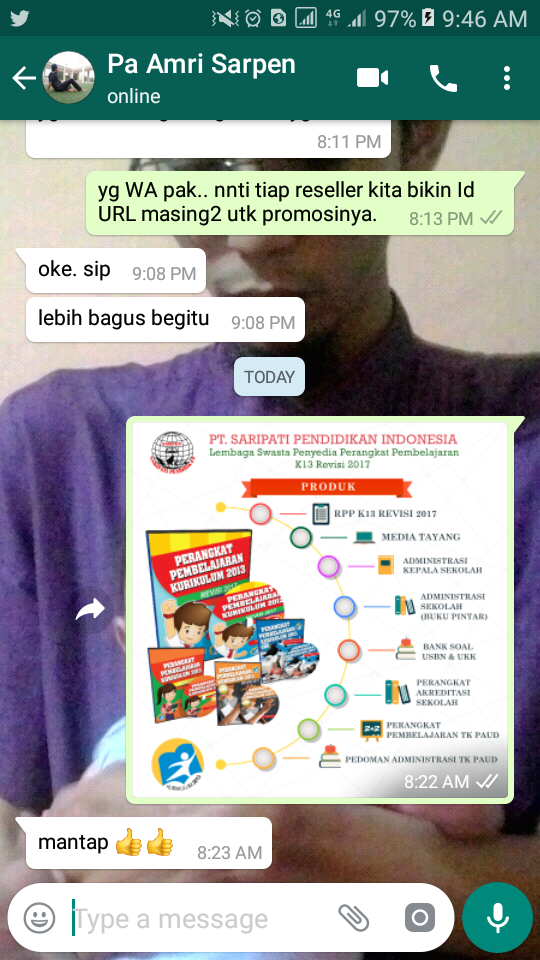 4G 97% 9:46 AM
Pa Amri Sarpen
online
8:11 PM
yg WA pak.. nnti tiap reseller kita bikin Id
URL masing2 utk promosinya. 8:13 PM
oke. sip 9:08 PM
lebih bagus begitu 9:08 PM
TODAY
PT. SARIPATI PENDIDIKAN INDONESIA
Lembaga Swasta Penyedia Perangkat Pembelajaran
K13 Revisi 2017
PRODUK
RPP K13 REVISI 2017
MEDIA TAYANG
ADMINISTRASI
KEPALA SEKOLAH
ADMINISTRASI
SEKOLAH
(BUKU PINTAR)
BANK SOAL
USBN & UKK
PERANGKAT
AKREDITASI
SEKOLAH
PERANGKAT
PEMBELAJARAN TK PAUD
PEDOMAN ADMINISTRASI TK PAUD
PERANGKAT
PEMBELAJARAN
KURIKULUM 2013
REVISI 2017
PERANGKAT
PEMBELAJARAN
KURIKULUM 2013
8:22 AM
mantap 👍👍 8:23 AM
Type a message